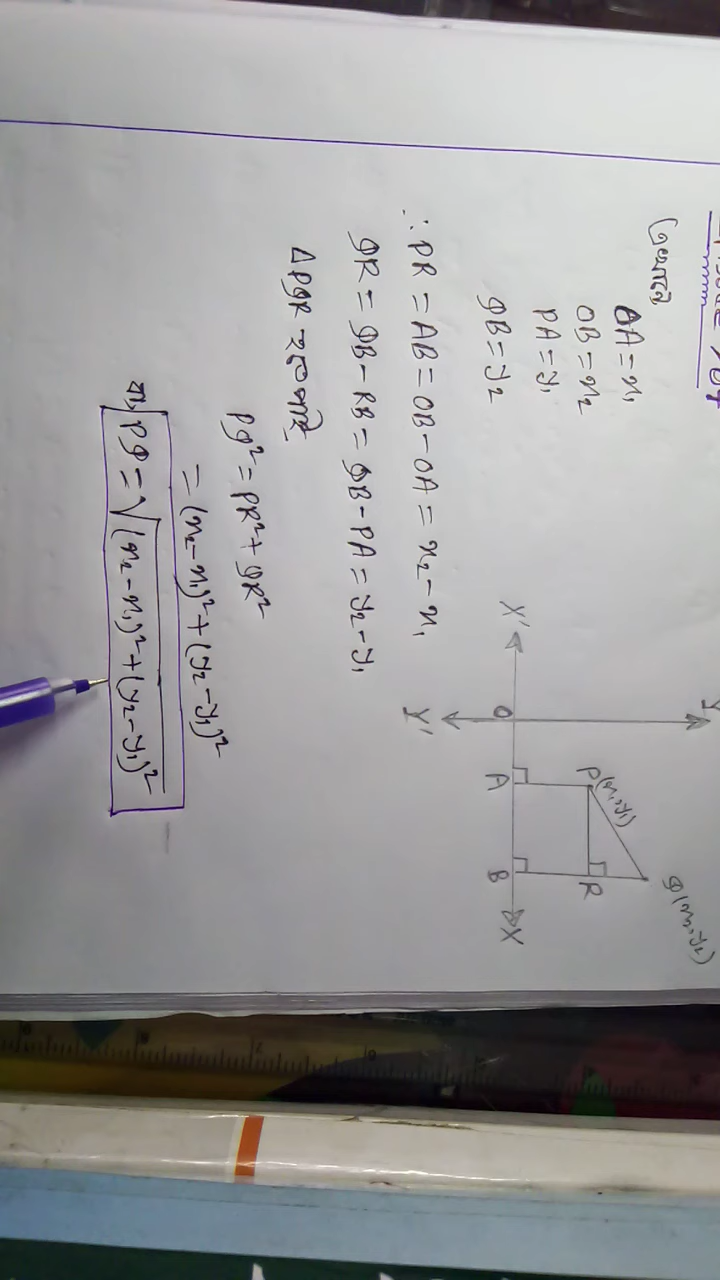 এখানে,
OA = x₁
OB = x₂
PA = y₁
QB = y₂
∴ PR = AB = OB - OA = x₂ - x₁
QR = QB - RB = QB - PA = y₂ - y₁
Δ PQR হতে পাই
PQ² = PR² + QR²
= (x₂ - x₁)² + (y₂ - y₁)²
বা, PQ = √(x₂ - x₁)² + (y₂ - y₁)²
Y
Q(x₂, y₂)
P(x₁, y₁)
R
X'
O
A
B
X
Y'